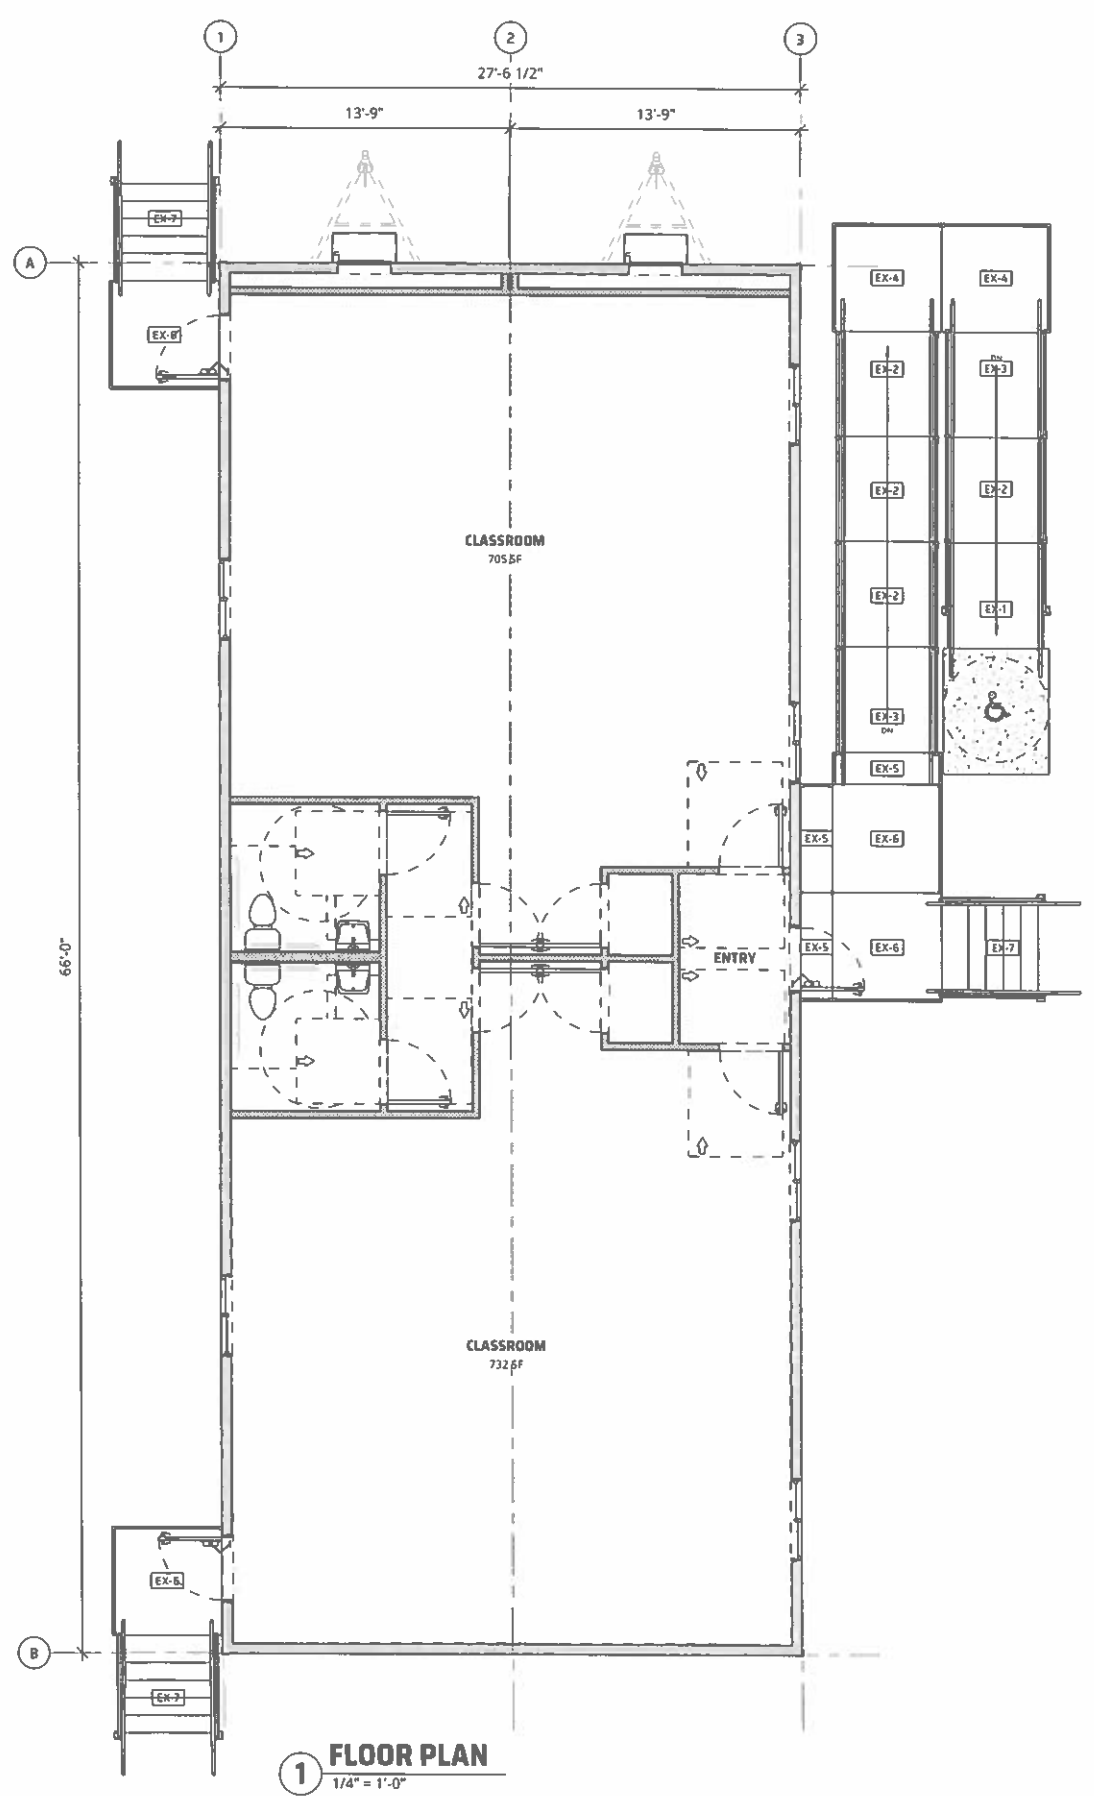 1 2 3
27'-6 1/2"
13'-9" 13'-9"
EX-7
A
EX-4 EX-4
EX-6
DN
EX-2 EX-3
EX-2 EX-2
CLASSROOM
705 SF
EX-2 EX-1
EX-3
DN
EX-5
EX-5 EX-6
66'-0"
ENTRY
EX-5 EX-6 EX-7
CLASSROOM
732 SF
EX-6
B
EX-7
1 FLOOR PLAN
1/4" = 1'-0"